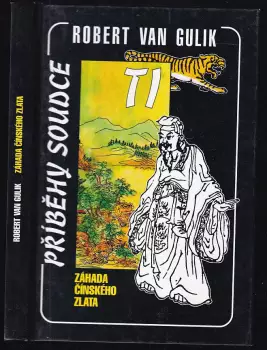 ROBERT VAN GULIK
ZÁHADA ČÍNSKÉHO ZLATA
ROBERT VAN GULIK
PŘÍBĚHY SOUDCE
TI
ZÁHADA
ČÍNSKÉHO
ZLATA